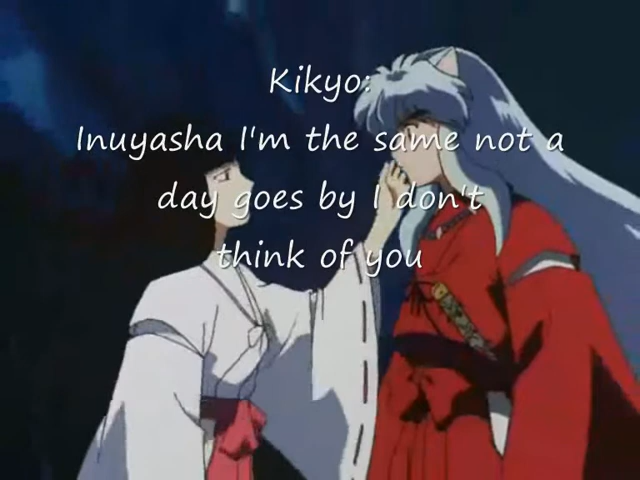 Kikyo:
Inuyasha I'm the same not a
day goes by I don't
think of you